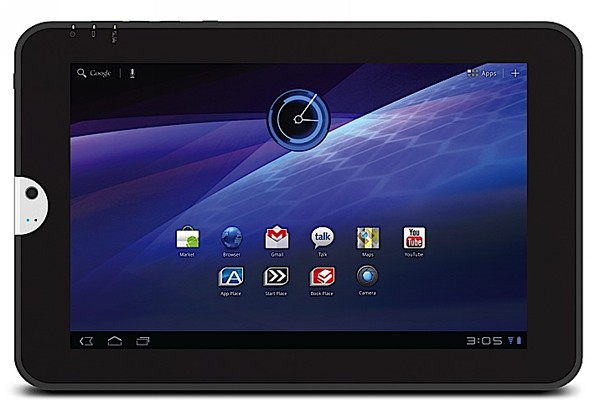 Google
Apps
Market Browser Gmail talk Talk Maps You Tube YouTube
App Place Start Place Book Place Camera
3:05